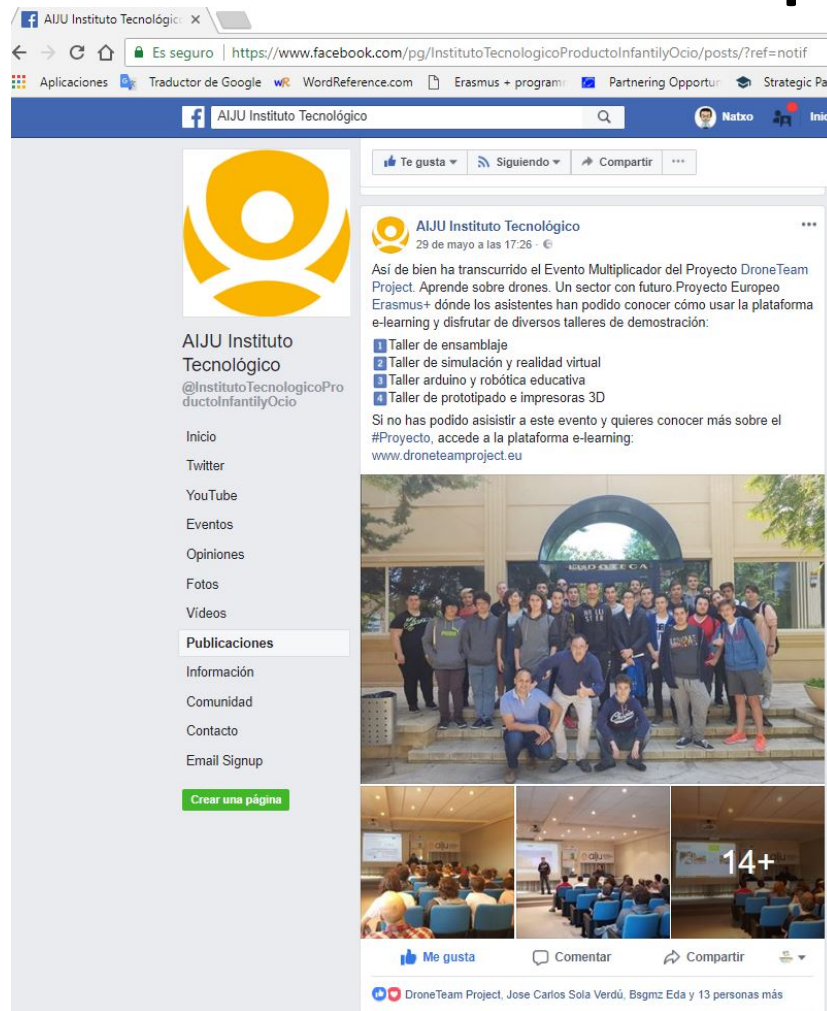 AIJU Instituto Tecnológic
Es seguro | https://www.facebook.com/pg/InstitutoTecnologicoProductoInfantilyOcio/posts/?ref=notif
Aplicaciones Traductor de Google WordReference.com Erasmus + program Partnering Opportun Strategic Pa
AIJU Instituto Tecnológico Natxo Inic
Te gusta Siguiendo Compartir
AIJU Instituto Tecnológico
@InstitutoTecnologicoPro
ductoInfantilyOcio
Inicio
Twitter
YouTube
Eventos
Opiniones
Fotos
Vídeos
Publicaciones
Información
Comunidad
Contacto
Email Signup
Crear una página
AIJU Instituto Tecnológico
29 de mayo a las 17:26
Así de bien ha transcurrido el Evento Multiplicador del Proyecto DroneTeam
Project. Aprende sobre drones. Un sector con futuro.Proyecto Europeo
Erasmus+ dónde los asistentes han podido conocer cómo usar la plataforma
e-learning y disfrutar de diversos talleres de demostración:
1 Taller de ensamblaje
2 Taller de simulación y realidad virtual
3 Taller arduino y robótica educativa
4 Taller de prototipado e impresoras 3D
Si no has podido asisistir a este evento y quieres conocer más sobre el
#Proyecto, accede a la plataforma e-learning:
www.droneteamproject.eu
14+
Me gusta Comentar Compartir
DroneTeam Project, Jose Carlos Sola Verdú, Bsgmz Eda y 13 personas más